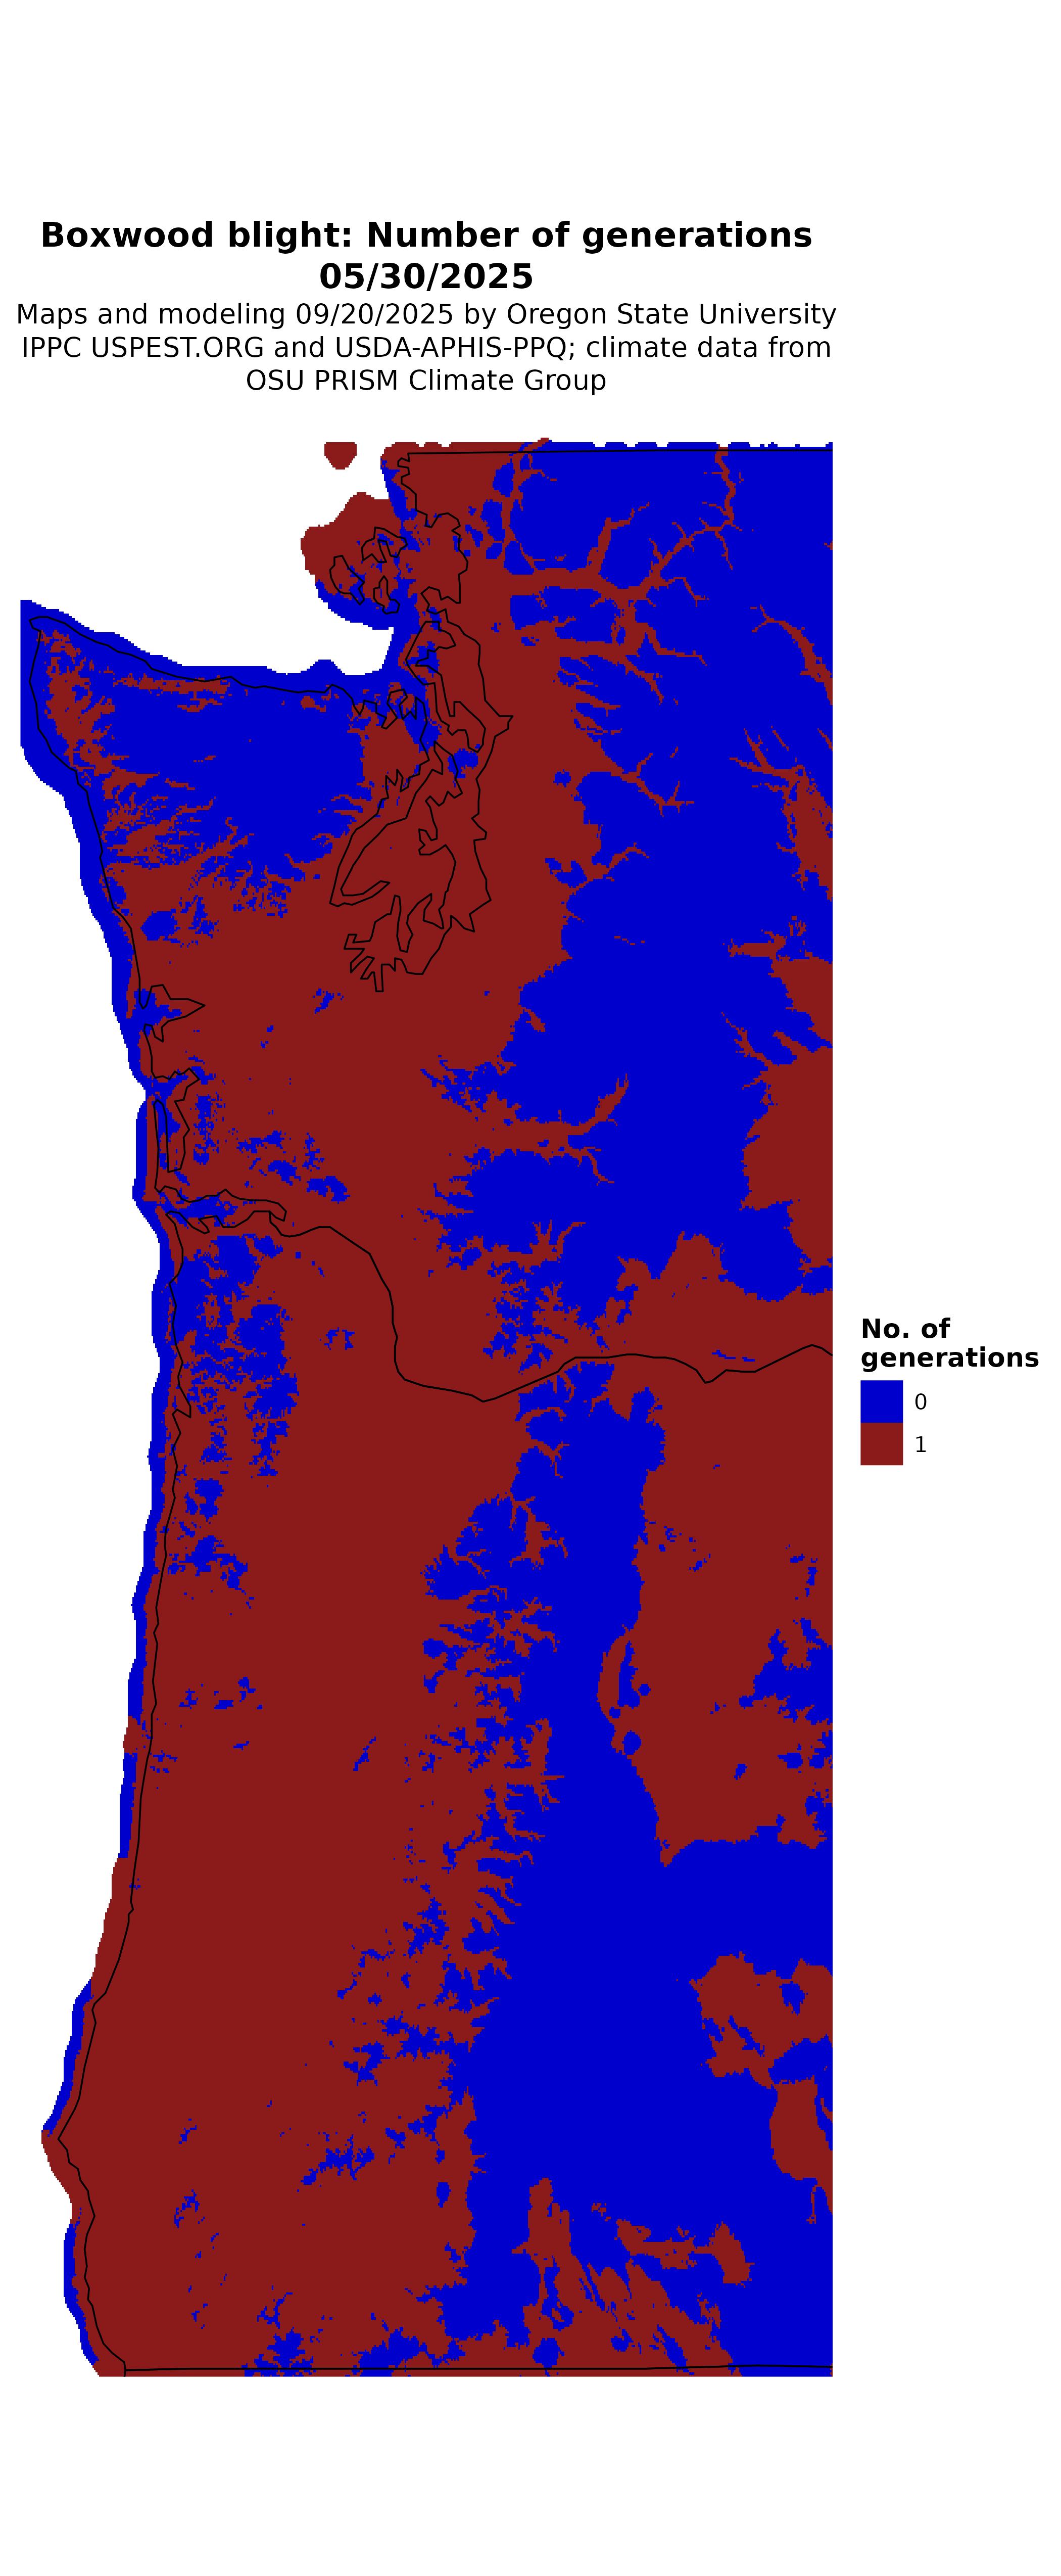 Boxwood blight: Number of generations
05/30/2025
Maps and modeling 09/20/2025 by Oregon State University
IPPC USPEST.ORG and USDA-APHIS-PPQ; climate data from
OSU PRISM Climate Group
No. of
generations
0
1